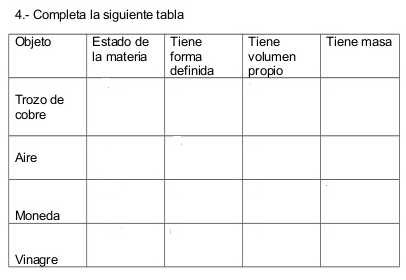 4.- Completa la siguiente tabla
Objeto Estado de la materia Tiene forma definida Tiene volumen propio Tiene masa
Trozo de cobre
Aire
Moneda
Vinagre